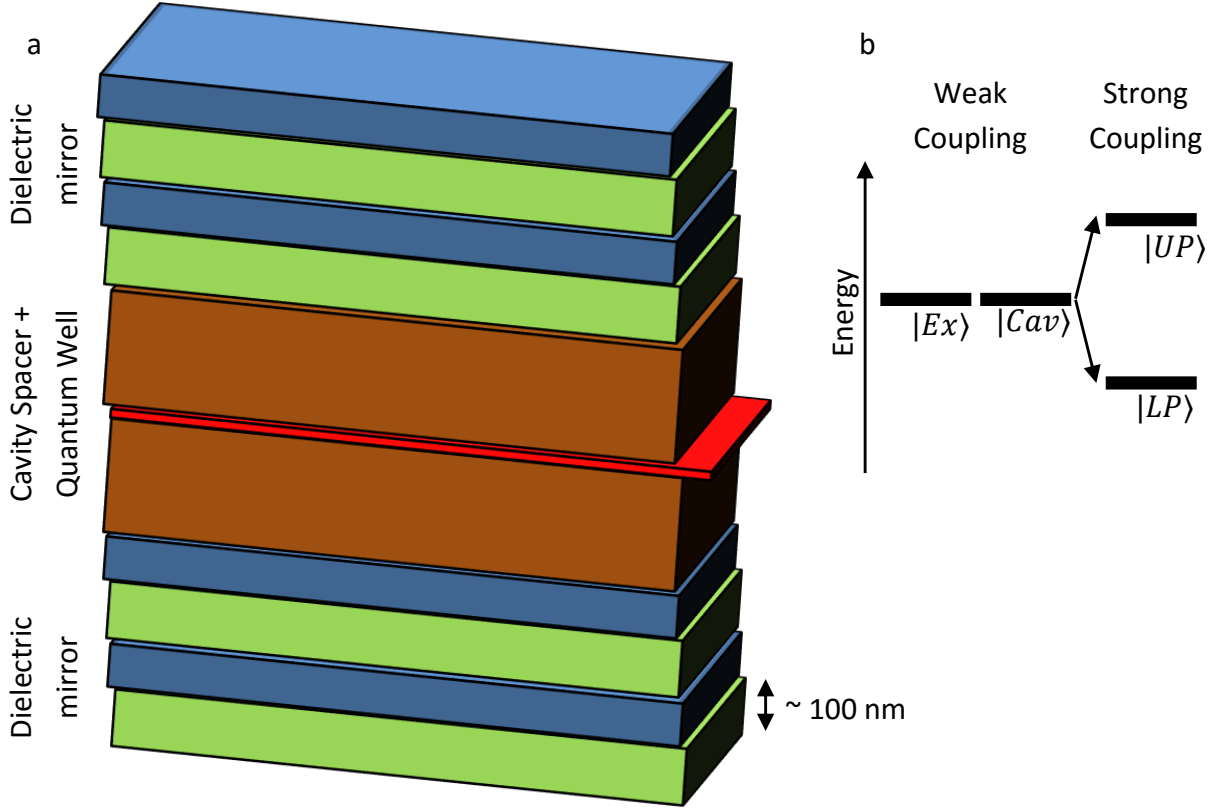 a
Dielectric
mirror
Cavity Spacer +
Quantum Well
Dielectric
mirror
~ 100 nm
b
Weak
Coupling
Strong
Coupling
Energy
|Ex⟩
|Cav⟩
|UP⟩
|LP⟩